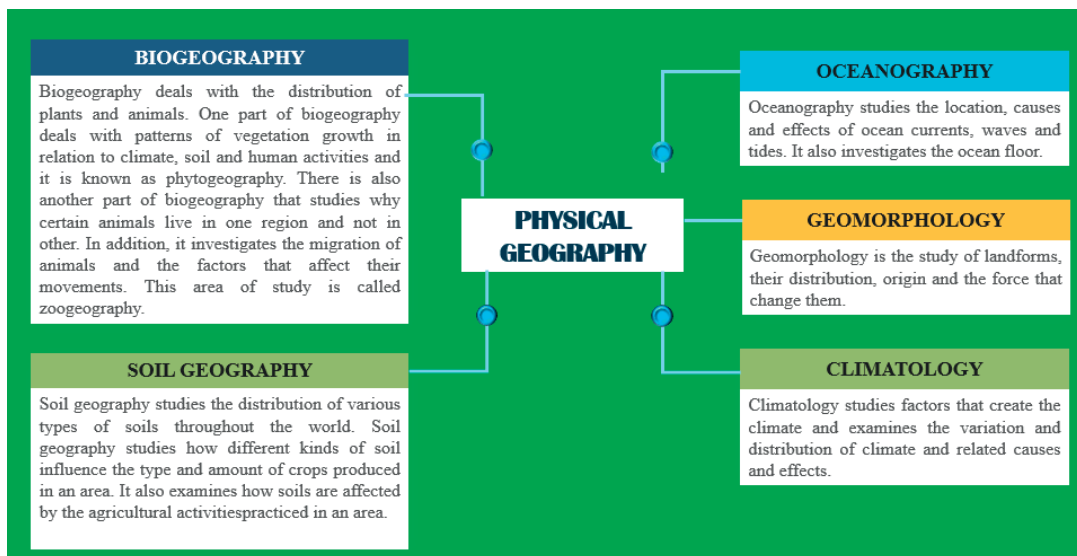 BIOGEOGRAPHY
Biogeography deals with the distribution of
plants and animals. One part of biogeography
deals with patterns of vegetation growth in
relation to climate, soil and human activities and
it is known as phytogeography. There is also
another part of biogeography that studies why
certain animals live in one region and not in
other. In addition, it investigates the migration of
animals and the factors that affect their
movements. This area of study is called
zoogeography.
SOIL GEOGRAPHY
Soil geography studies the distribution of various
types of soils throughout the world. Soil
geography studies how different kinds of soil
influence the type and amount of crops produced
in an area. It also examines how soils are affected
by the agricultural activitiespracticed in an area.
PHYSICAL
GEOGRAPHY
OCEANOGRAPHY
Oceanography studies the location, causes
and effects of ocean currents, waves and
tides. It also investigates the ocean floor.
GEOMORPHOLOGY
Geomorphology is the study of landforms,
their distribution, origin and the force that
change them.
CLIMATOLOGY
Climatology studies factors that create the
climate and examines the variation and
distribution of climate and related causes
and effects.